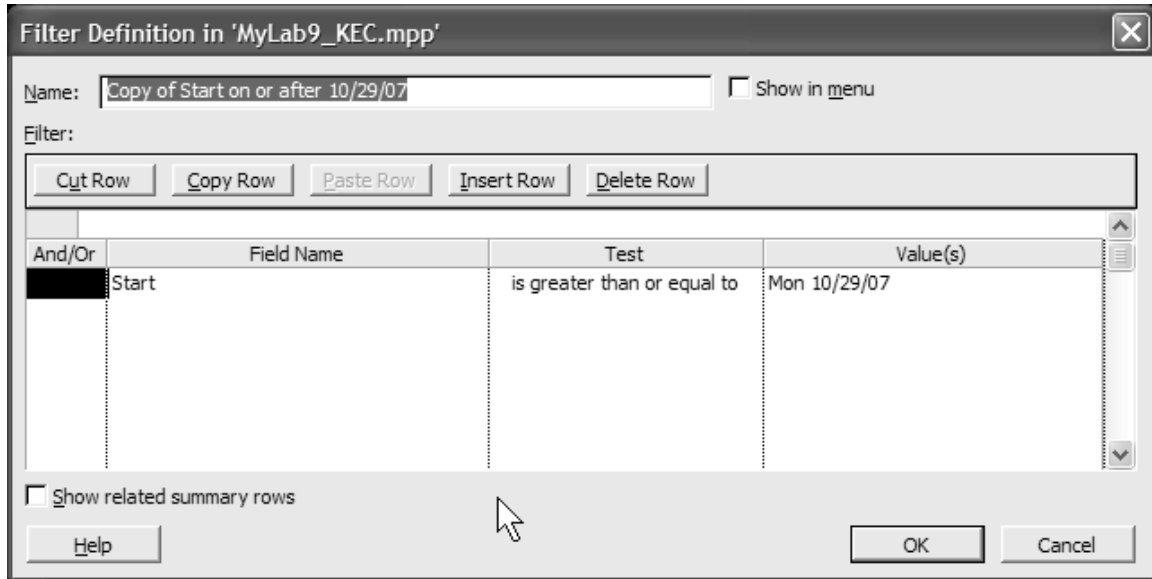 Filter Definition in 'MyLab9_KEC.mpp'
Name: Copy of Start on or after 10/29/07 Show in menu
Filter:
Cut Row Copy Row Paste Row Insert Row Delete Row
And/Or Field Name Test Value(s)
Start is greater than or equal to Mon 10/29/07
Show related summary rows
Help OK Cancel